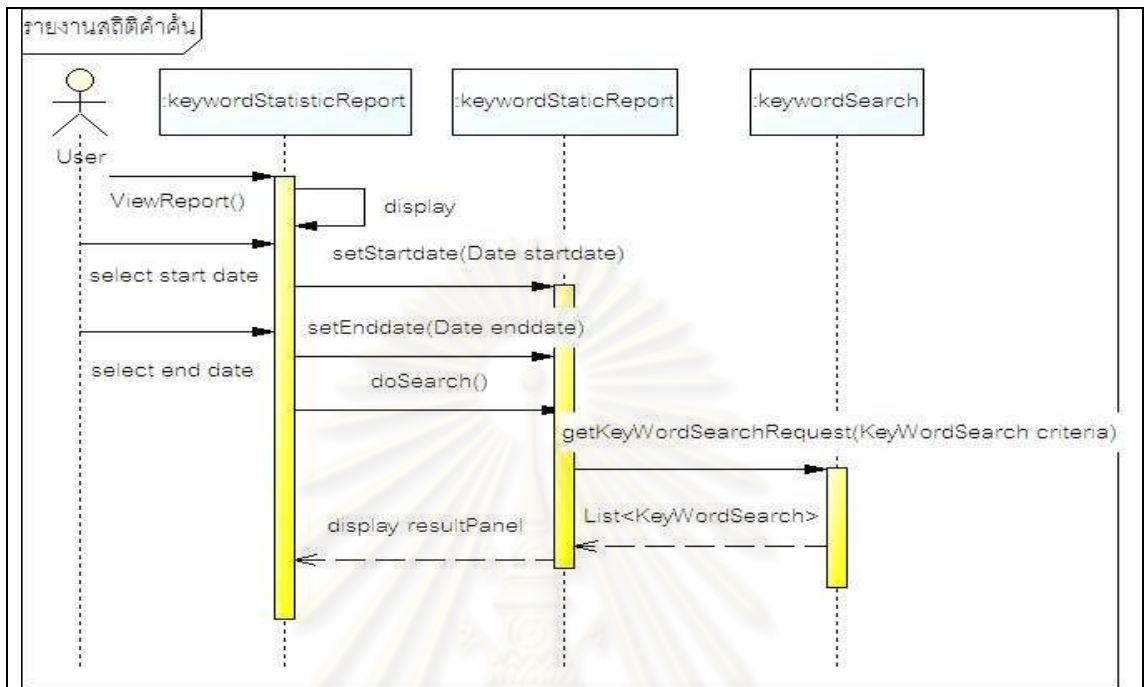 รายงานสถิติคำค้น
:keywordStatisticReport
:keywordStaticReport
:keywordSearch
User
ViewReport()
display
setStartdate(Date startdate)
select start date
setEnddate(Date enddate)
select end date
doSearch()
getKeyWordSearchRequest(KeyWordSearch criteria)
List<KeyWordSearch>
display resultPanel